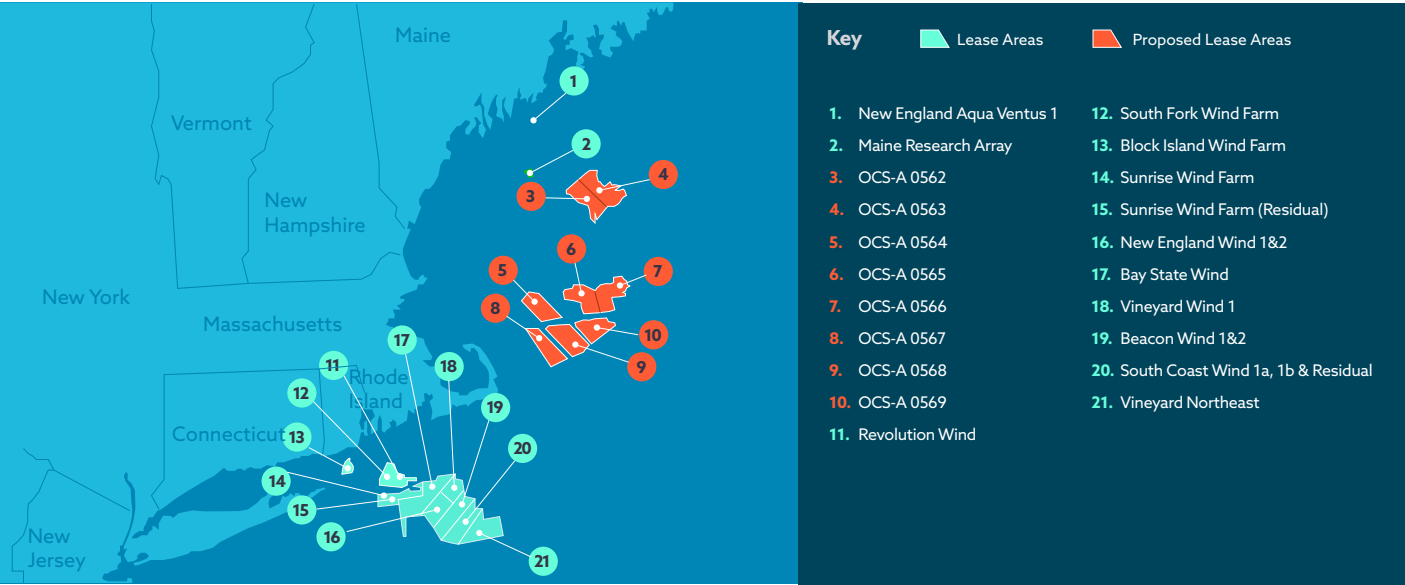 Maine
Vermont
New
Hampshire
New York
Massachusetts
Rhode
Island
Connecticut
New
Jersey
1
2
3
4
5
6
7
8
9
10
11
12
13
14
15
16
17
18
19
20
21
Key
Lease Areas
Proposed Lease Areas
1. New England Aqua Ventus 1
2. Maine Research Array
3. OCS-A 0562
4. OCS-A 0563
5. OCS-A 0564
6. OCS-A 0565
7. OCS-A 0566
8. OCS-A 0567
9. OCS-A 0568
10. OCS-A 0569
11. Revolution Wind
12. South Fork Wind Farm
13. Block Island Wind Farm
14. Sunrise Wind Farm
15. Sunrise Wind Farm (Residual)
16. New England Wind 1&2
17. Bay State Wind
18. Vineyard Wind 1
19. Beacon Wind 1&2
20. South Coast Wind 1a, 1b & Residual
21. Vineyard Northeast